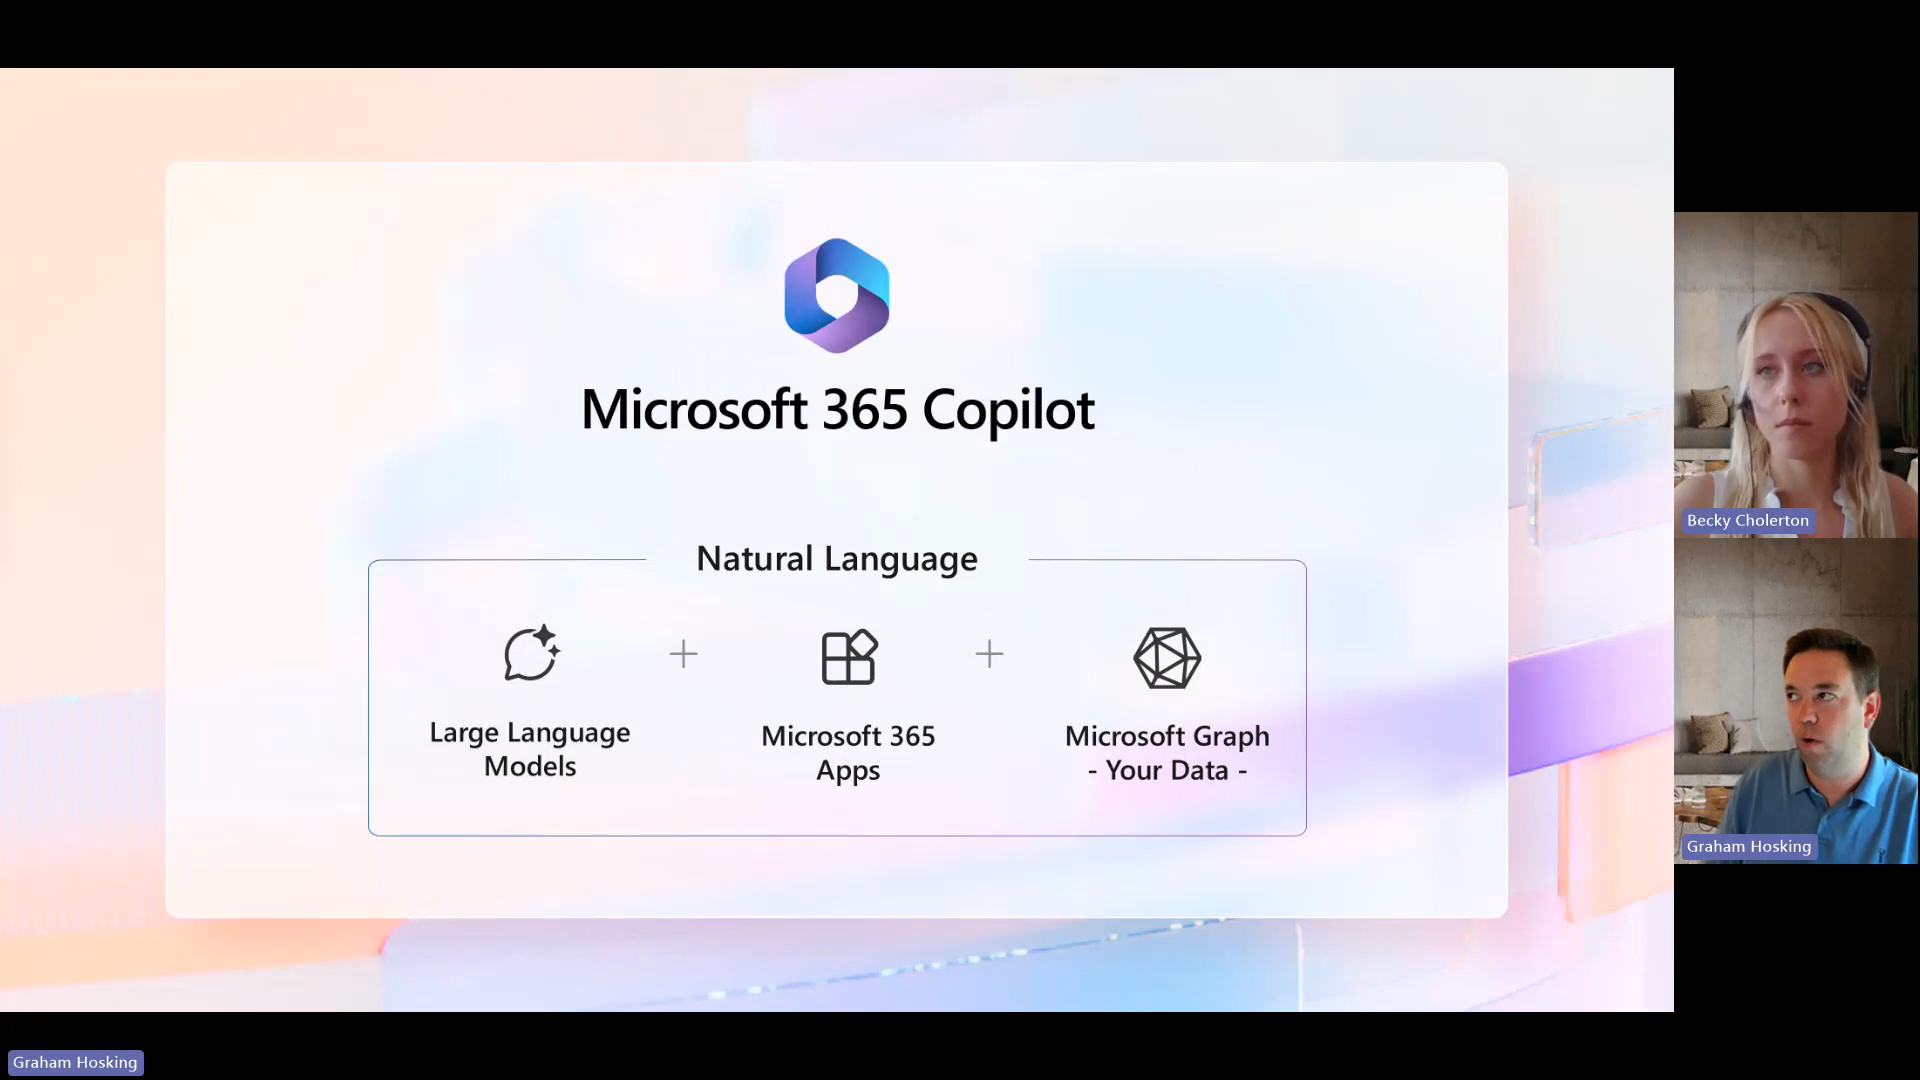 Microsoft 365 Copilot
Natural Language
Large Language
Models
Microsoft 365
Apps
Microsoft Graph
- Your Data -
Becky Cholerton
Graham Hosking
Graham Hosking